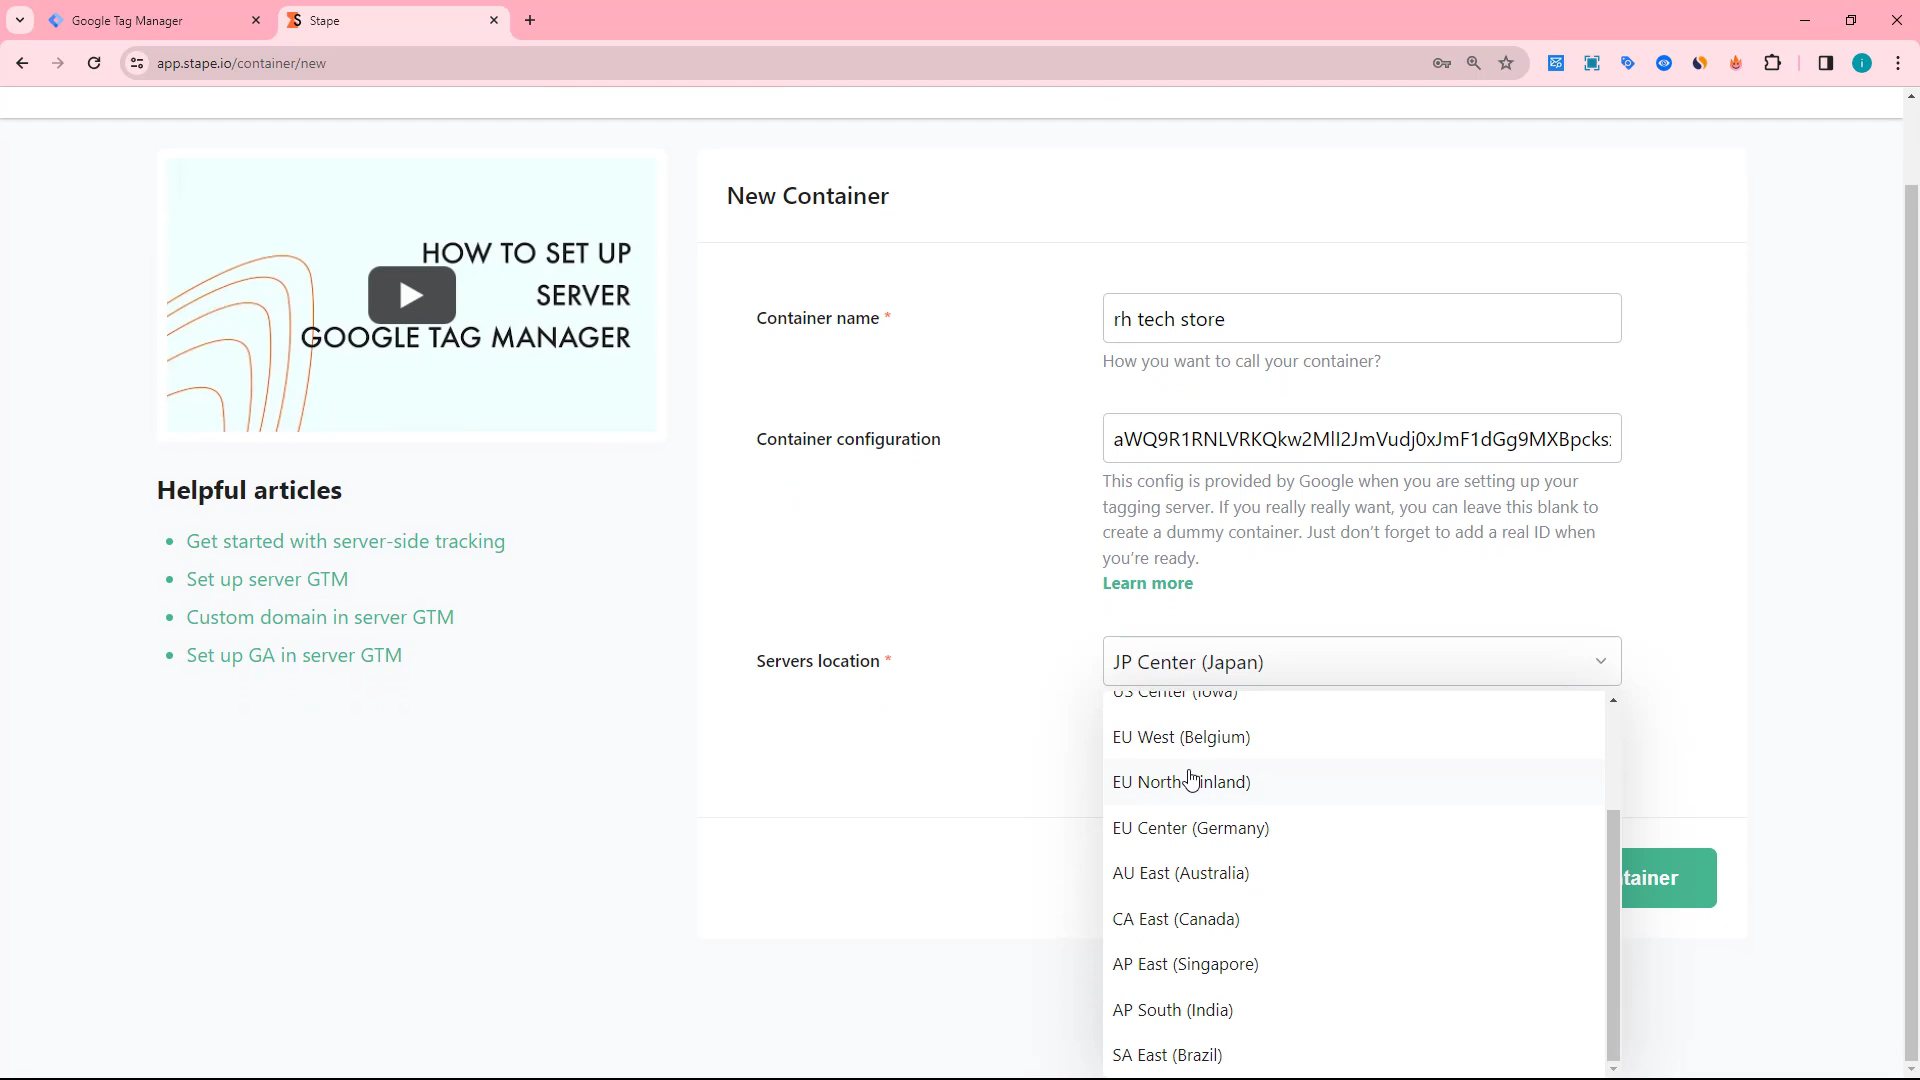 Google Tag Manager
Stape
app.stape.io/container/new
i
HOW TO SET UP
SERVER
GOOGLE TAG MANAGER
Helpful articles
Get started with server-side tracking
Set up server GTM
Custom domain in server GTM
Set up GA in server GTM
New Container
Container name *
rh tech store
How you want to call your container?
Container configuration
This config is provided by Google when you are setting up your
tagging server. If you really really want, you can leave this blank to
create a dummy container. Just don't forget to add a real ID when
you're ready.
Learn more
Servers location *
JP Center (Japan)
US Center (Iowa)
EU West (Belgium)
EU North inland)
EU Center (Germany)
AU East (Australia)
CA East (Canada)
AP East (Singapore)
AP South (India)
SA East (Brazil)
tainer